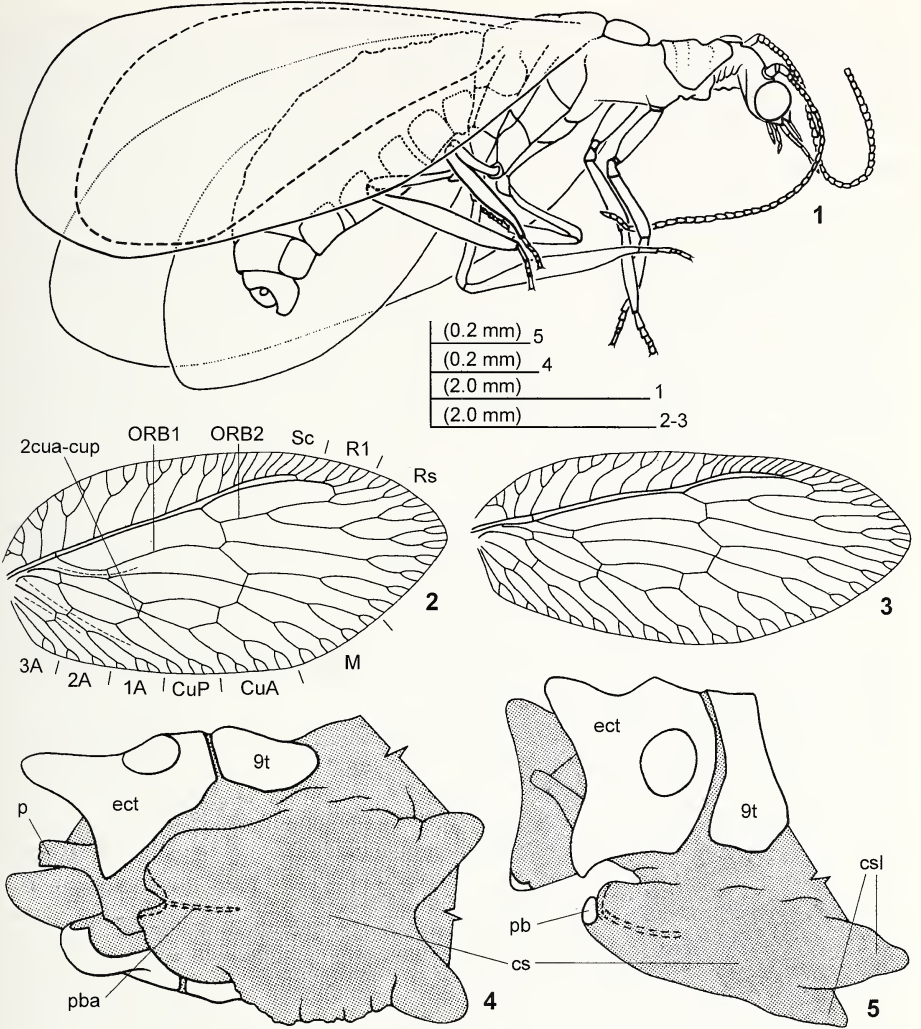 1
(0.2 mm) 5
(0.2 mm) 4
(2.0 mm) 1
(2.0 mm) 2-3
2cua-cup
ORB1
ORB2
Sc
R1
Rs
2
3
3A
2A
1A
CuP
CuA
M
ect
9t
p
ect
9t
csl
pb
cs
pba
4
5